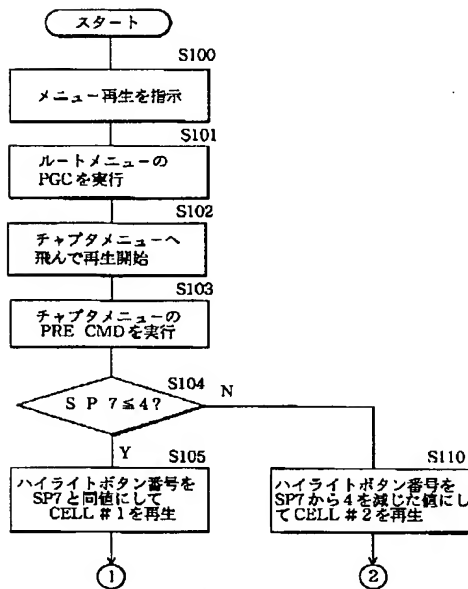 スタート
S100
メニュー再生を指示
S101
ルートメニューの
PGCを実行
S102
チャプタメニューへ
飛んで再生開始
S103
チャプタメニューの
PRE CMDを実行
S104
SP7≦4?
N
Y
S105
ハイライトボタン番号を
SP7と同値にして
CELL#1を再生
S110
ハイライトボタン番号を
SP7から4を減じた値にし
てCELL#2を再生
①
②